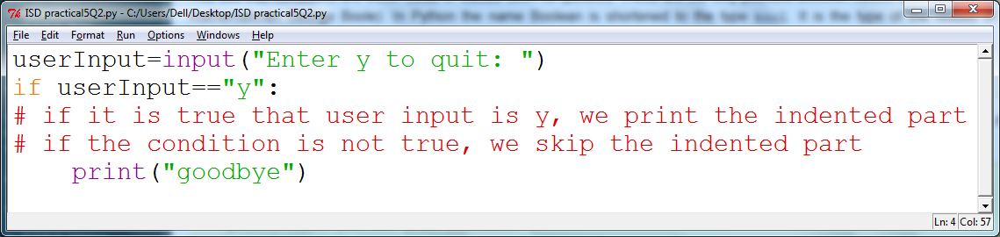 ISD practical5Q2.py - C:/Users/Dell/Desktop/ISD practical5Q2.py
File Edit Format Run Options Windows Help
userInput=input("Enter y to quit: ")
if userInput=="y":
# if it is true that user input is y, we print the indented part
# if the condition is not true, we skip the indented part
    print("goodbye")
Ln: 4 Col: 57